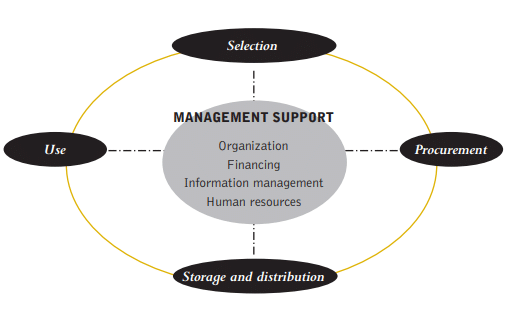 Selection
MANAGEMENT SUPPORT
Organization
Financing
Information management
Human resources
Use
Procurement
Storage and distribution